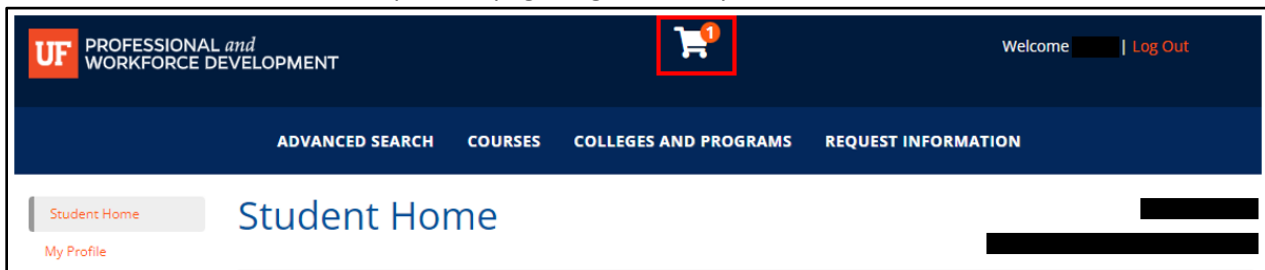 UF PROFESSIONAL and
WORKFORCE DEVELOPMENT
1
Welcome | Log Out
ADVANCED SEARCH COURSES COLLEGES AND PROGRAMS REQUEST INFORMATION
Student Home
Student Home
My Profile